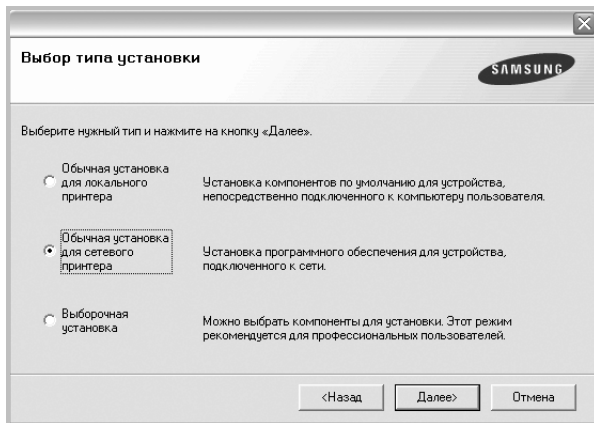 Выбор типа установки
SAMSUNG
Выберите нужный тип и нажмите на кнопку «Далее».
Обычная установка
для локального
принтера
Установка компонентов по умолчанию для устройства,
непосредственно подключенного к компьютеру пользователя.
Обычная установка
для сетевого
принтера
Установка программного обеспечения для устройства,
подключенного к сети.
Выборочная
установка
Можно выбрать компоненты для установки. Этот режим
рекомендуется для профессиональных пользователей.
<Назад
Далее>
Отмена